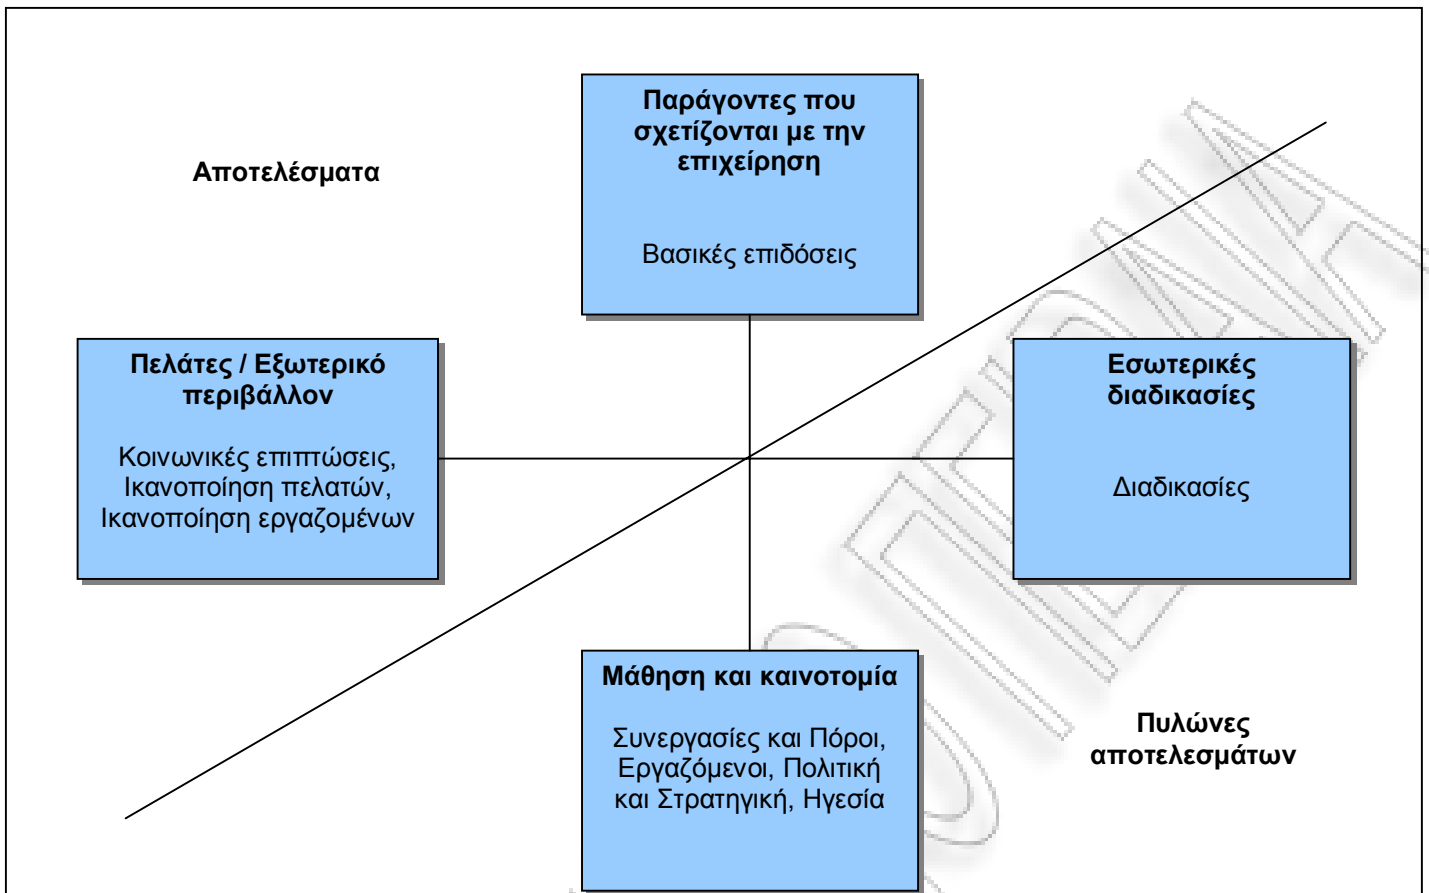 Παράγοντες που
σχετίζονται με την
επιχείρηση
Βασικές επιδόσεις
Αποτελέσματα
Πελάτες / Εξωτερικό
περιβάλλον
Κοινωνικές επιπτώσεις,
Ικανοποίηση πελατών,
Ικανοποίηση εργαζομένων
Εσωτερικές
διαδικασίες
Διαδικασίες
Μάθηση και καινοτομία
Συνεργασίες και Πόροι,
Εργαζόμενοι, Πολιτική
και Στρατηγική, Ηγεσία
Πυλώνες
αποτελεσμάτων